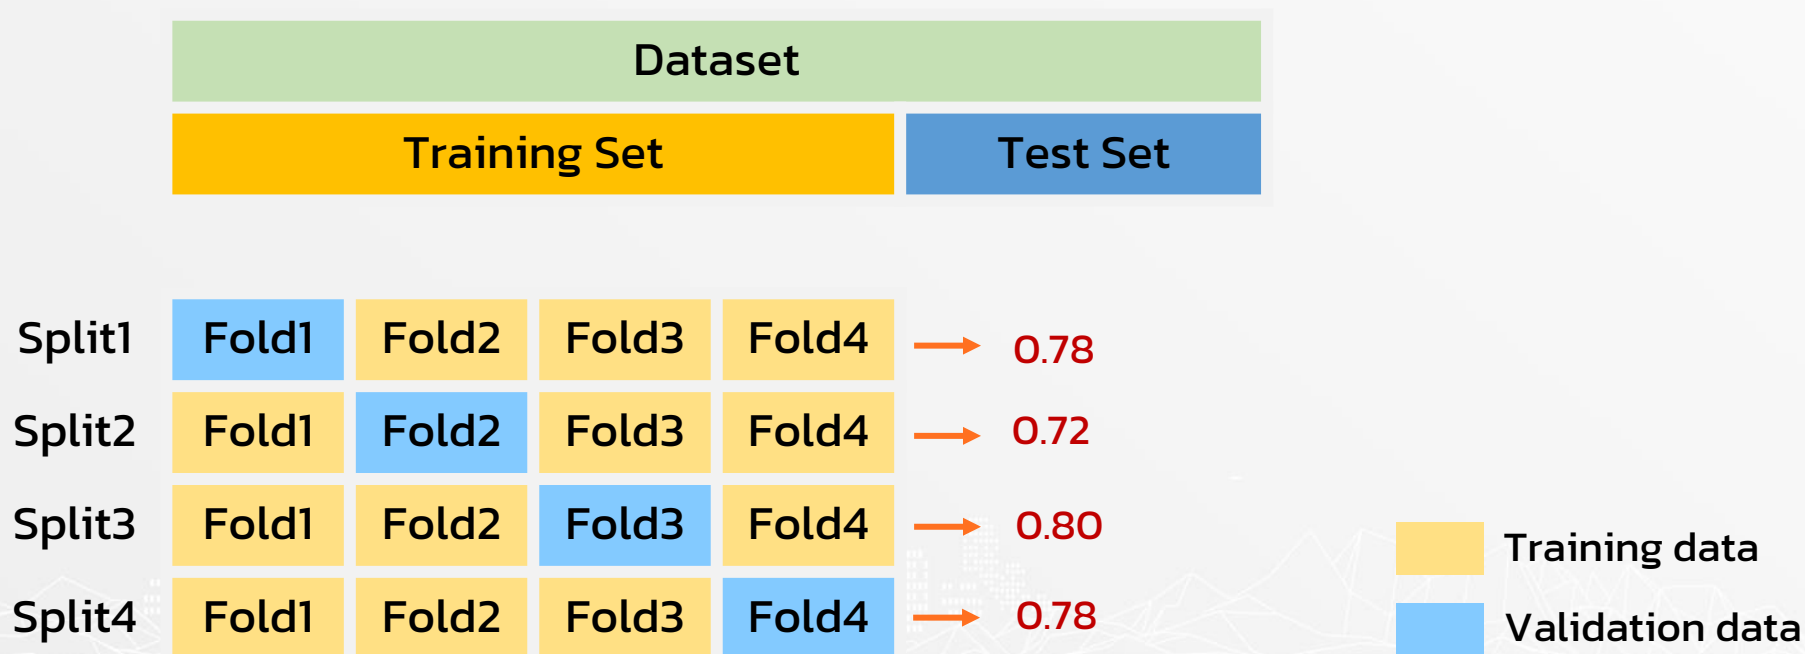 Dataset
Training Set Test Set
Split1 Fold1 Fold2 Fold3 Fold4 0.78
Split2 Fold1 Fold2 Fold3 Fold4 0.72
Split3 Fold1 Fold2 Fold3 Fold4 0.80
Split4 Fold1 Fold2 Fold3 Fold4 0.78
Training data
Validation data